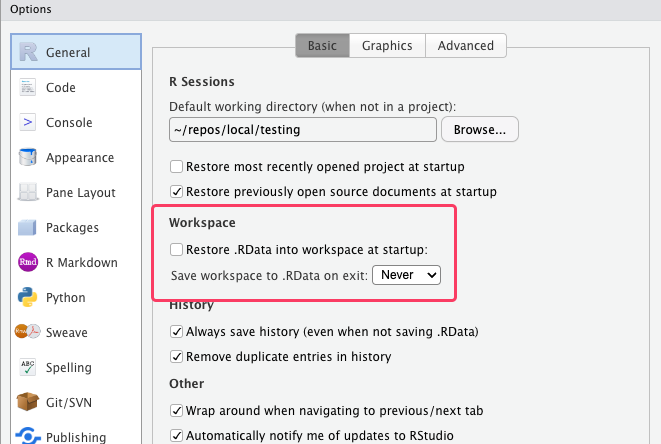 Options
General
Code
Console
Appearance
Pane Layout
Packages
R Markdown
Python
Sweave
Spelling
Git/SVN
Publishing
Basic Graphics Advanced
R Sessions
Default working directory (when not in a project):
~/repos/local/testing Browse...
Restore most recently opened project at startup
Restore previously open source documents at startup
Workspace
Restore .RData into workspace at startup:
Save workspace to .RData on exit: Never
History
Always save history (even when not saving .RData)
Remove duplicate entries in history
Other
Wrap around when navigating to previous/next tab
Automatically notify me of updates to RStudio